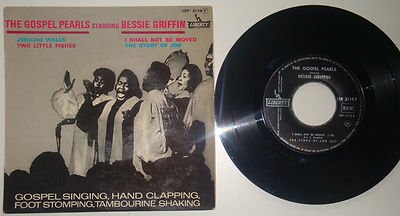 LEP. 2119 F
THE GOSPEL PEARLS STARRING BESSIE GRIFFIN
LIBERTY
JERICHO WALLS
TWO LITTLE FISHES
I SHALL NOT BE MOVED
THE STORY OF JOB
GOSPEL SINGING, HAND CLAPPING,
FOOT STOMPING, TAMBOURINE SHAKING
THE GOSPEL PEARLS
BESSIE GRIFFIN
LIBERTY
LEP 2119 F
I SHALL NOT BE MOVED
THE STORY OF JOB